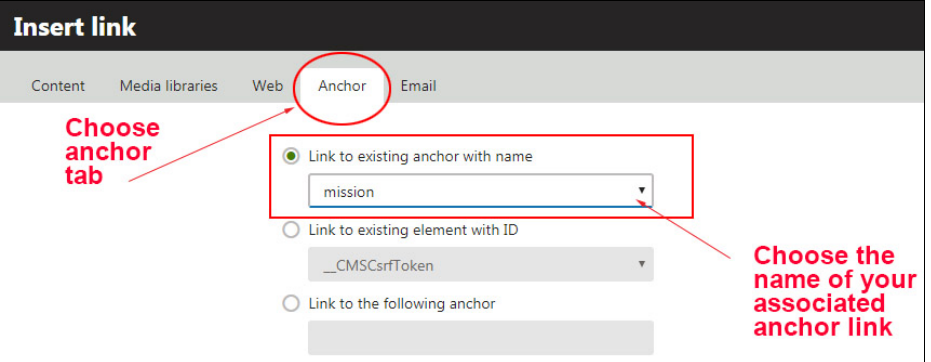 Insert link
Content Media libraries Web Anchor Email
Choose
anchor
tab
Link to existing anchor with name
mission
Link to existing element with ID
__CMSCsrfToken
Link to the following anchor
Choose the
name of your
associated
anchor link